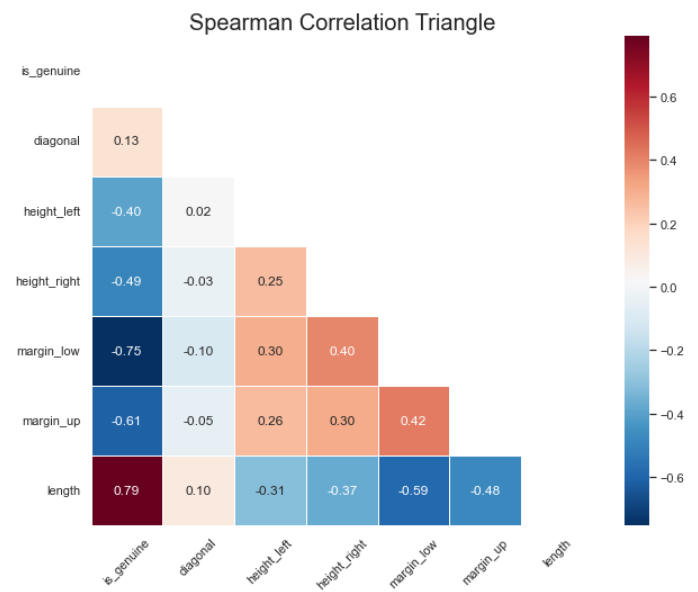 Spearman Correlation Triangle
is_genuine
diagonal 0.13
height_left -0.40 0.02
height_right -0.49 -0.03 0.25
margin_low -0.75 -0.10 0.30 0.40
margin_up -0.61 -0.05 0.26 0.30 0.42
length 0.79 0.10 -0.31 -0.37 -0.59 -0.48
is_genuine diagonal height_left height_right margin_low margin_up length
0.6
0.4
0.2
0.0
−0.2
−0.4
−0.6